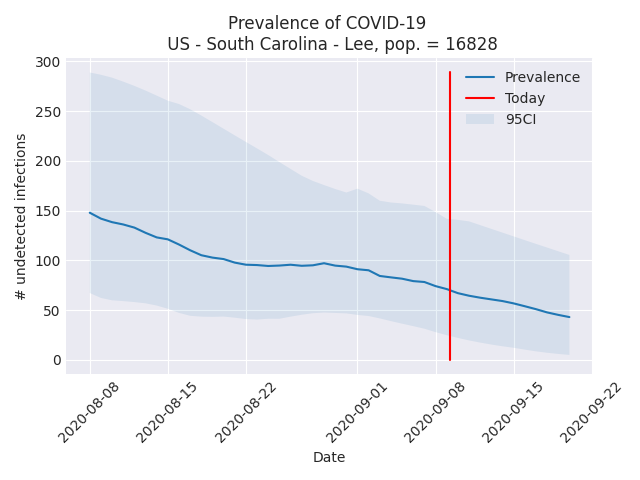 Prevalence of COVID-19
US - South Carolina - Lee, pop. = 16828
Prevalence
Today
95CI
# undetected infections
300
250
200
150
100
50
0
2020-08-08
2020-08-15
2020-08-22
2020-09-01
2020-09-08
2020-09-15
2020-09-22
Date